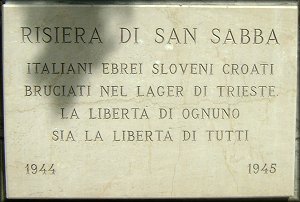 RISIERA DI SAN SABBA
ITALIANI EBREI SLOVENI CROATI
BRUCIATI NEL LAGER DI TRIESTE
LA LIBERTÀ DI OGNUNO
SIA LA LIBERTÀ DI TUTTI
1944 1945